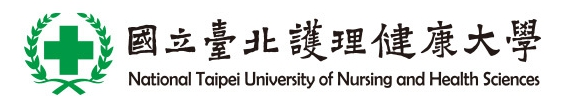 國立臺北護理健康大學
National Taipei University of Nursing and Health Sciences